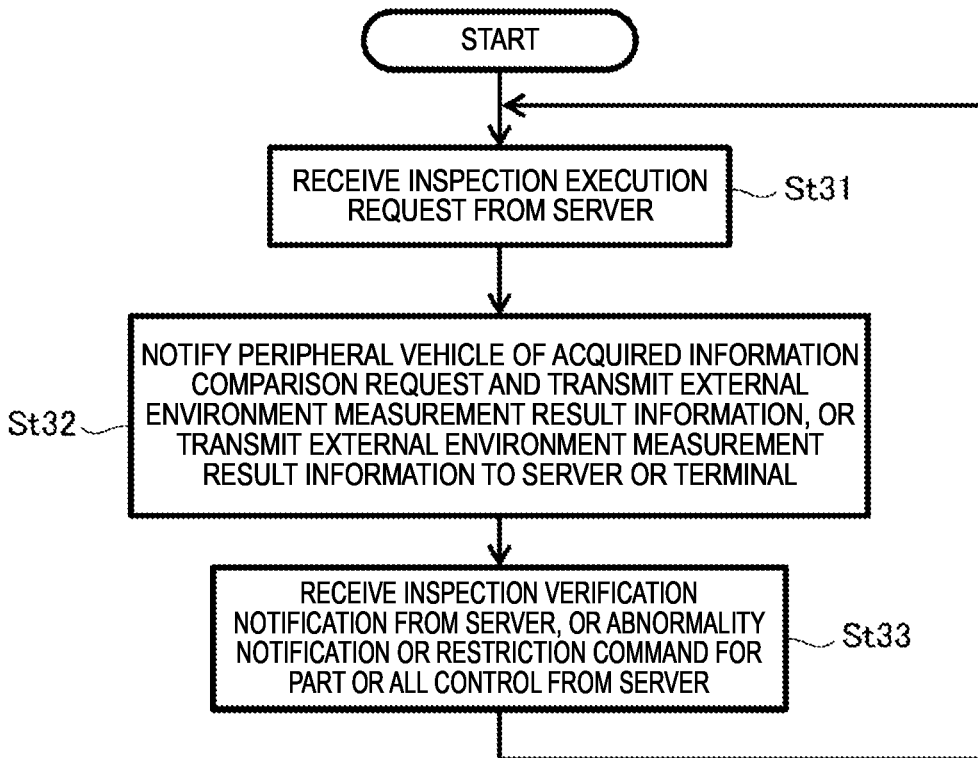 START
RECEIVE INSPECTION EXECUTION
REQUEST FROM SERVER
St31
NOTIFY PERIPHERAL VEHICLE OF ACQUIRED INFORMATION
COMPARISON REQUEST AND TRANSMIT EXTERNAL
ENVIRONMENT MEASUREMENT RESULT INFORMATION, OR
TRANSMIT EXTERNAL ENVIRONMENT MEASUREMENT
RESULT INFORMATION TO SERVER OR TERMINAL
St32
RECEIVE INSPECTION VERIFICATION
NOTIFICATION FROM SERVER, OR ABNORMALITY
NOTIFICATION OR RESTRICTION COMMAND FOR
PART OR ALL CONTROL FROM SERVER
St33